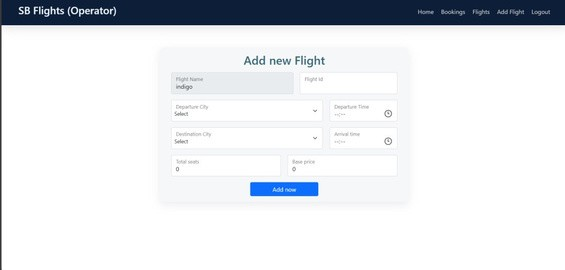 SB Flights (Operator)
Home Bookings Flights Add Flight Logout
Add new Flight
Flight Name
indigo
Flight Id
Departure City
Select
Departure Time
--:--
Destination City
Select
Arrival time
--:--
Total seats
0
Base price
0
Add now